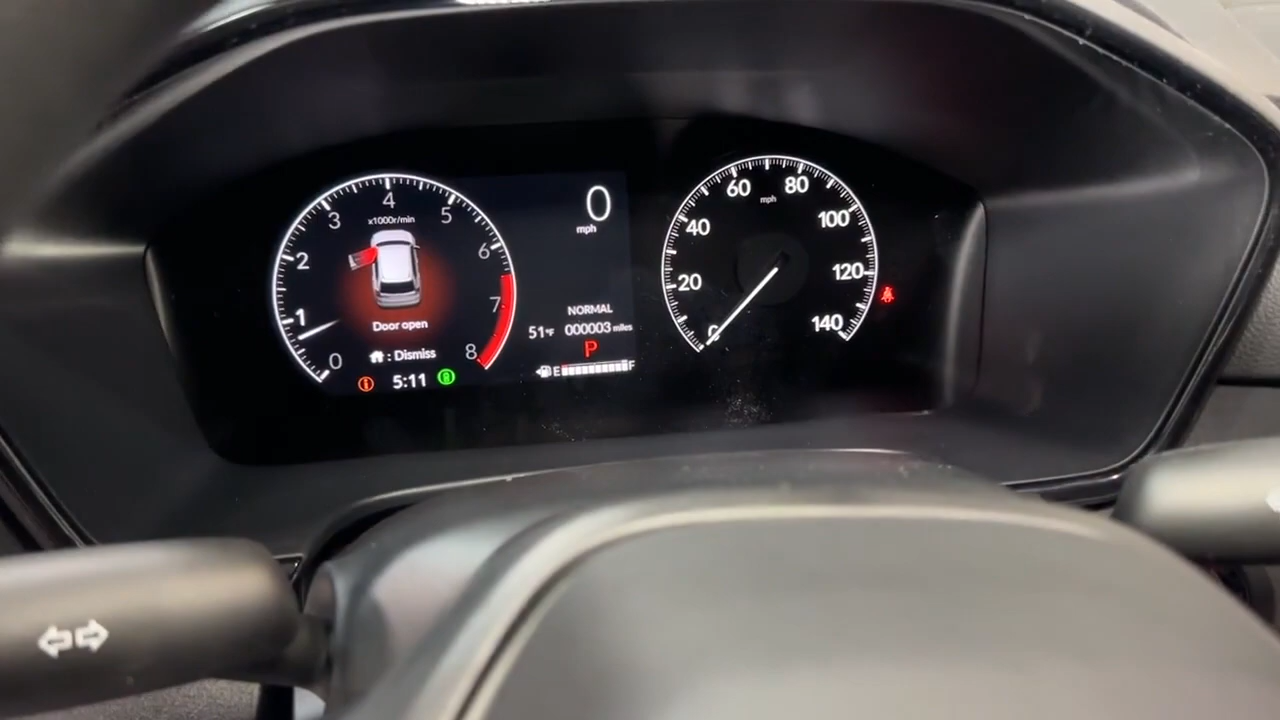 0
1
2
3
4
5
6
7
8
x1000r/min
Door open
: Dismiss
5:11
0
mph
NORMAL
51°F 000003 miles
P
E F
0
20
40
60
80
100
120
140
mph